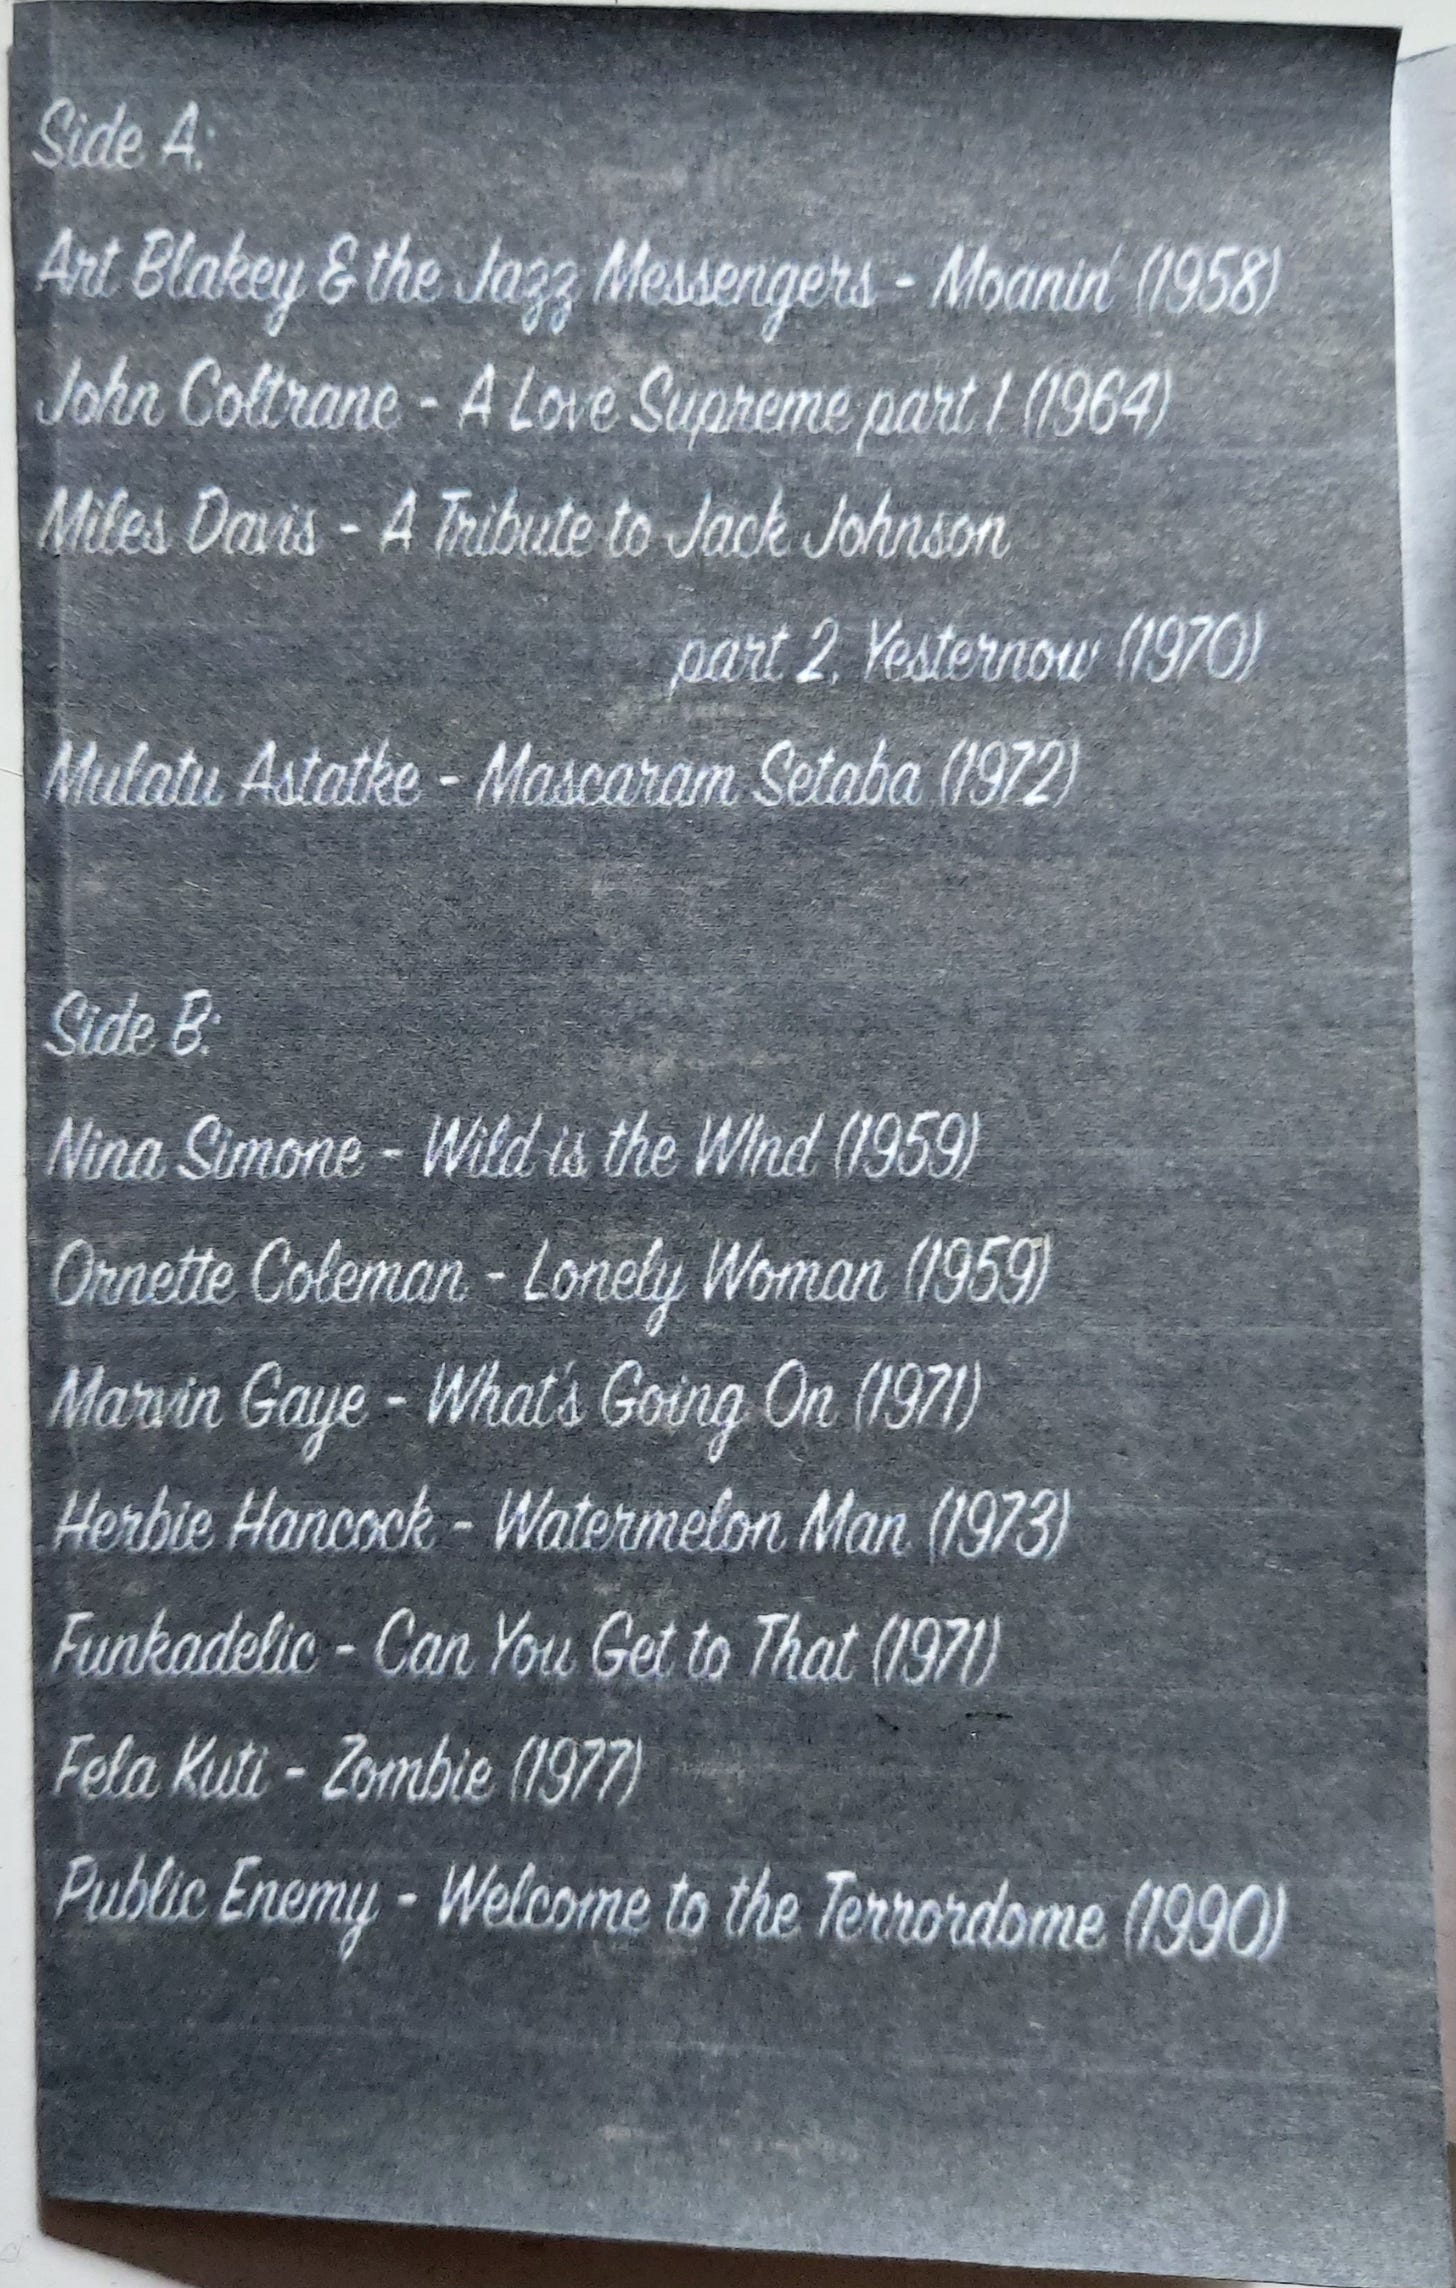 Side A:
Art Blakey & the Jazz Messengers - Moanin' (1958)
John Coltrane - A Love Supreme part 1 (1964)
Miles Davis - A Tribute to Jack Johnson
part 2, Yesternow (1970)
Mulatu Astatke - Mascaram Setaba (1972)
Side B:
Nina Simone - Wild is the WInd (1959)
Ornette Coleman - Lonely Woman (1959)
Marvin Gaye - What's Going On (1971)
Herbie Hancock - Watermelon Man (1973)
Funkadelic - Can You Get to That (1971)
Fela Kuti - Zombie (1977)
Public Enemy - Welcome to the Terrordome (1990)